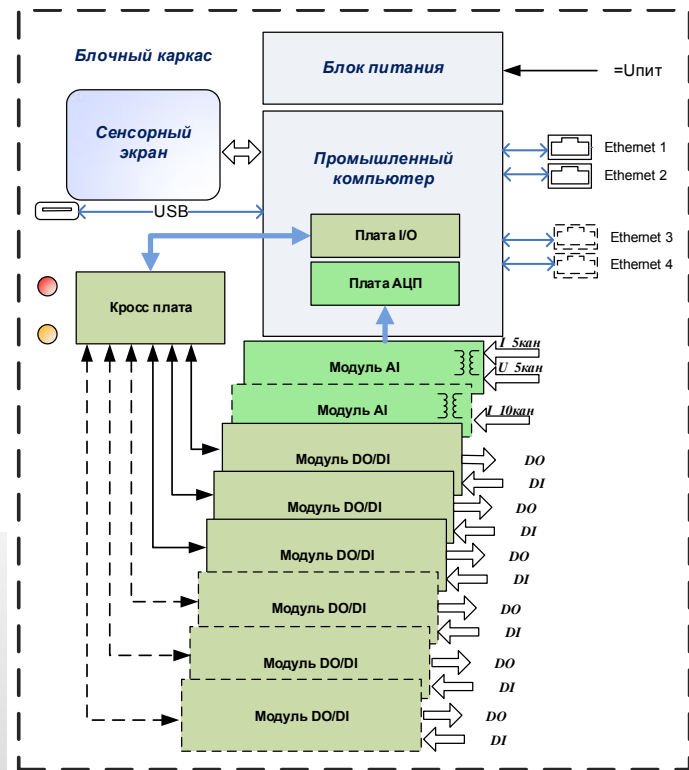 Блочный каркас
Блок питания
=Uпит
Сенсорный
экран
Промышленный
компьютер
Ethernet 1
Ethernet 2
USB
Плата I/O
Ethernet 3
Ethernet 4
Плата АЦП
Кросс плата
Модуль AI
I_5кан
U_5кан
Модуль AI
I_10кан
Модуль DO/DI
DO
DI
Модуль DO/DI
DO
DI
Модуль DO/DI
DO
DI
Модуль DO/DI
DO
DI
Модуль DO/DI
DO
DI
Модуль DO/DI
DO
DI